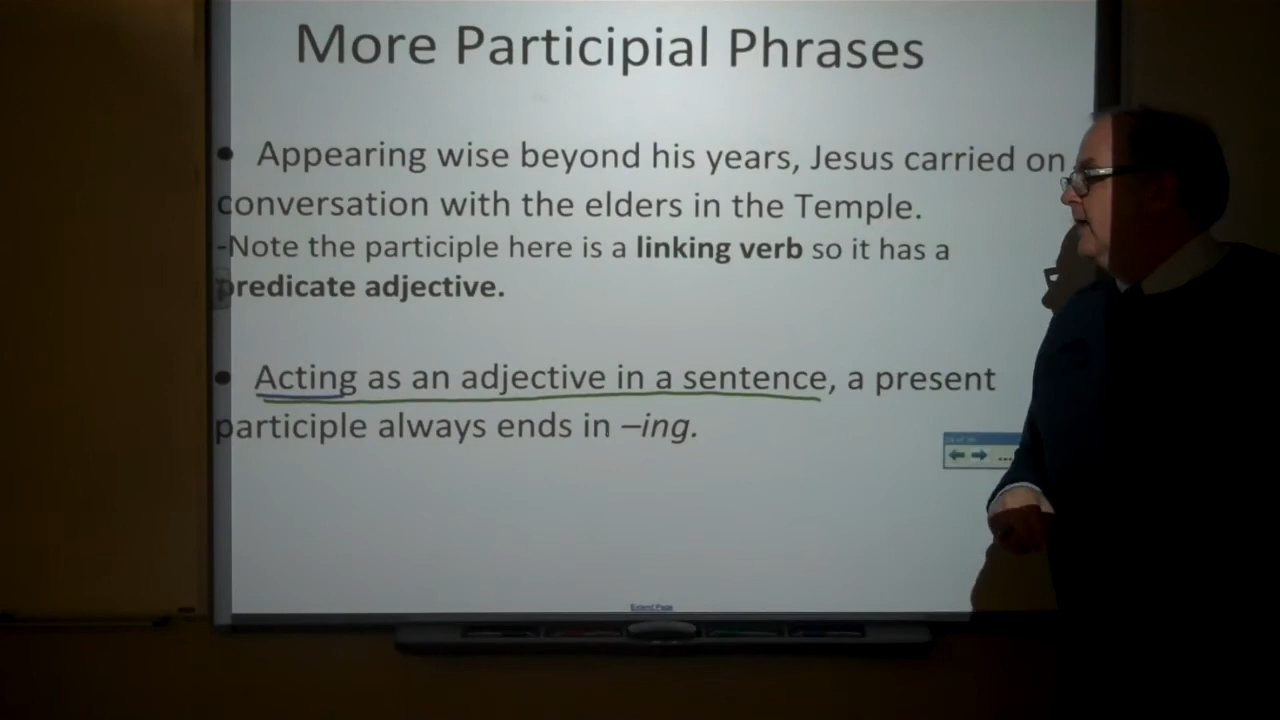 More Participial Phrases
• Appearing wise beyond his years, Jesus carried on
conversation with the elders in the Temple.
-Note the participle here is a linking verb so it has a
predicate adjective.
• Acting as an adjective in a sentence, a present
participle always ends in –ing.
Extend Page